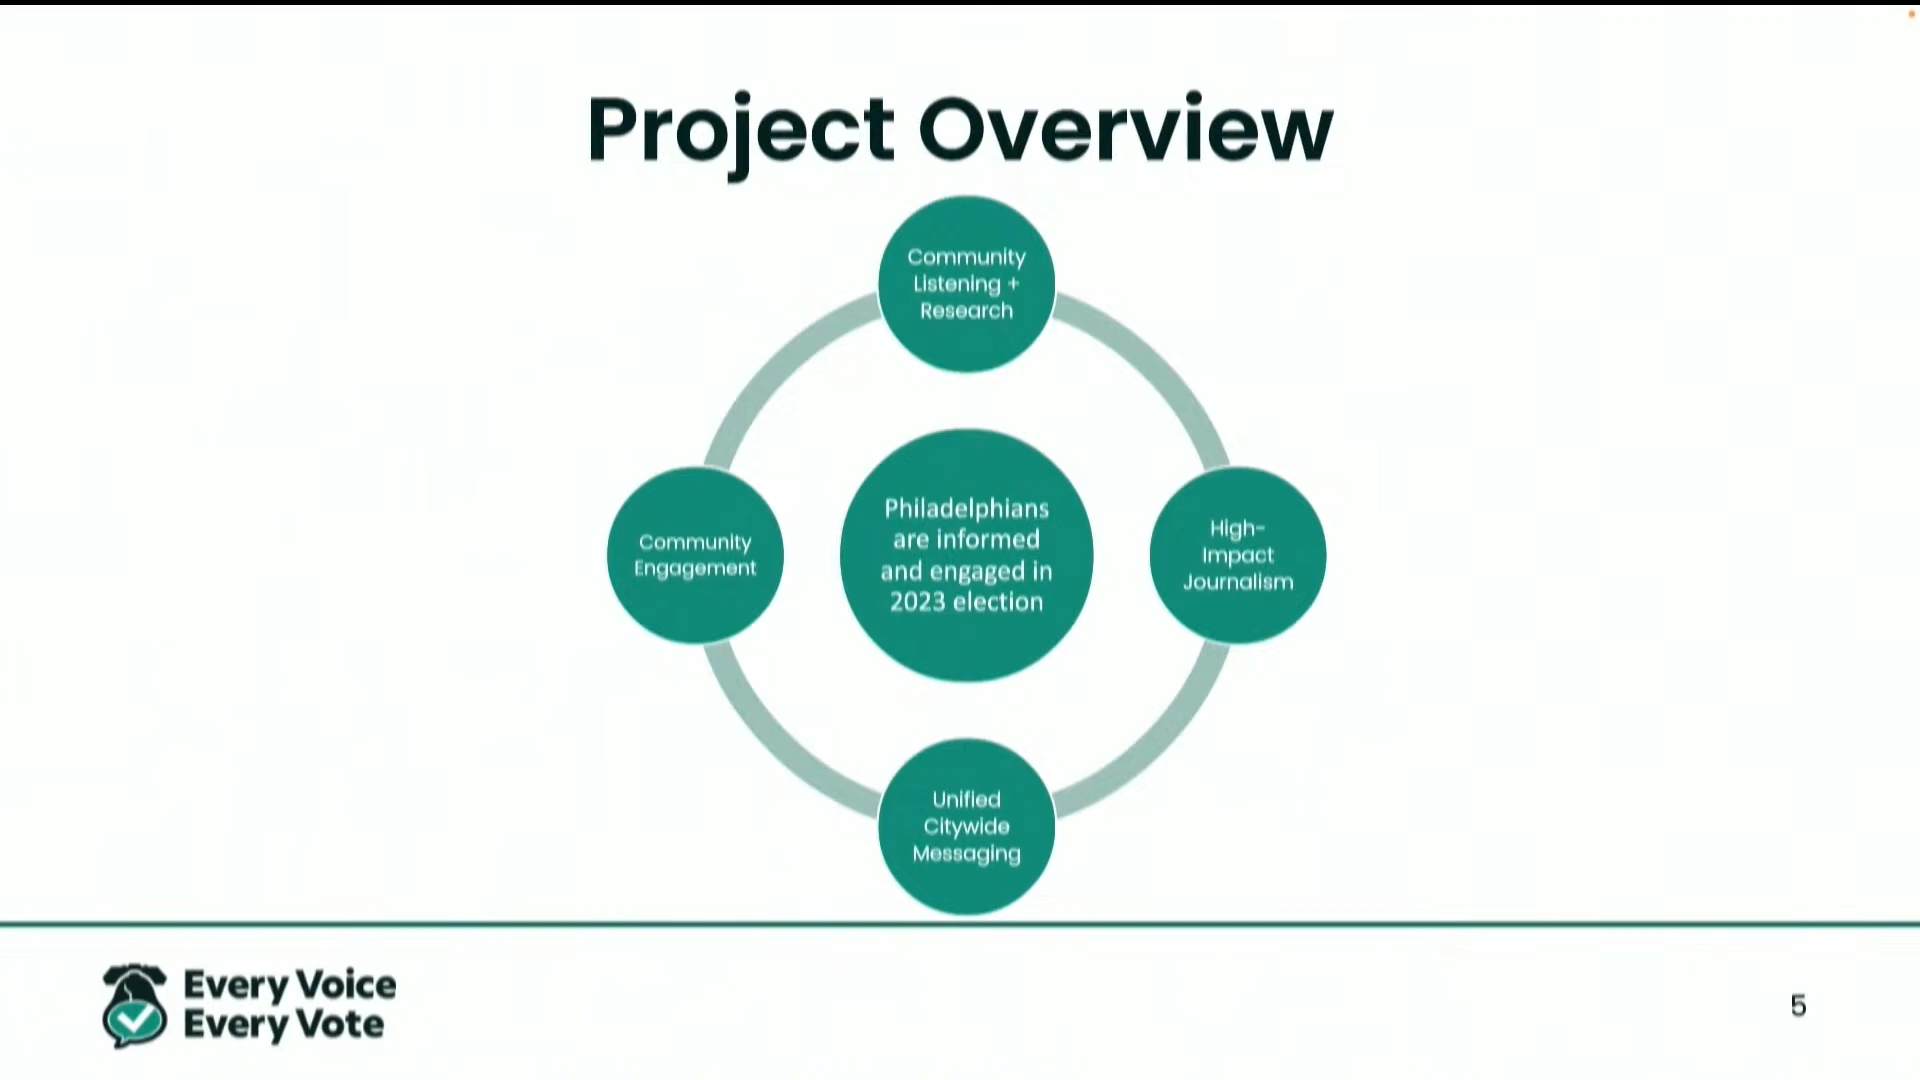 Project Overview
Community
Listening +
Research
Philadelphians
are informed
and engaged in
2023 election
Community
Engagement
High-
Impact
Journalism
Unified
Citywide
Messaging
Every Voice
Every Vote
5